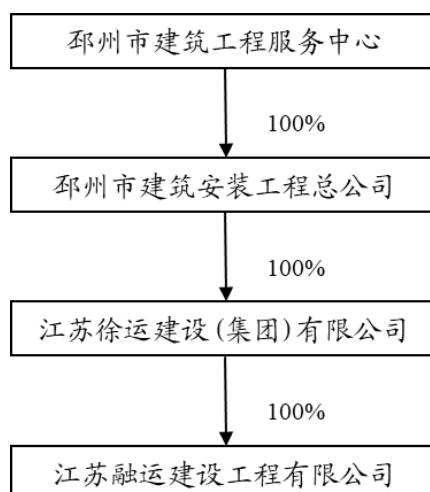 邳州市建筑工程服务中心
100%
邳州市建筑安装工程总公司
100%
江苏徐运建设(集团)有限公司
100%
江苏融运建设工程有限公司